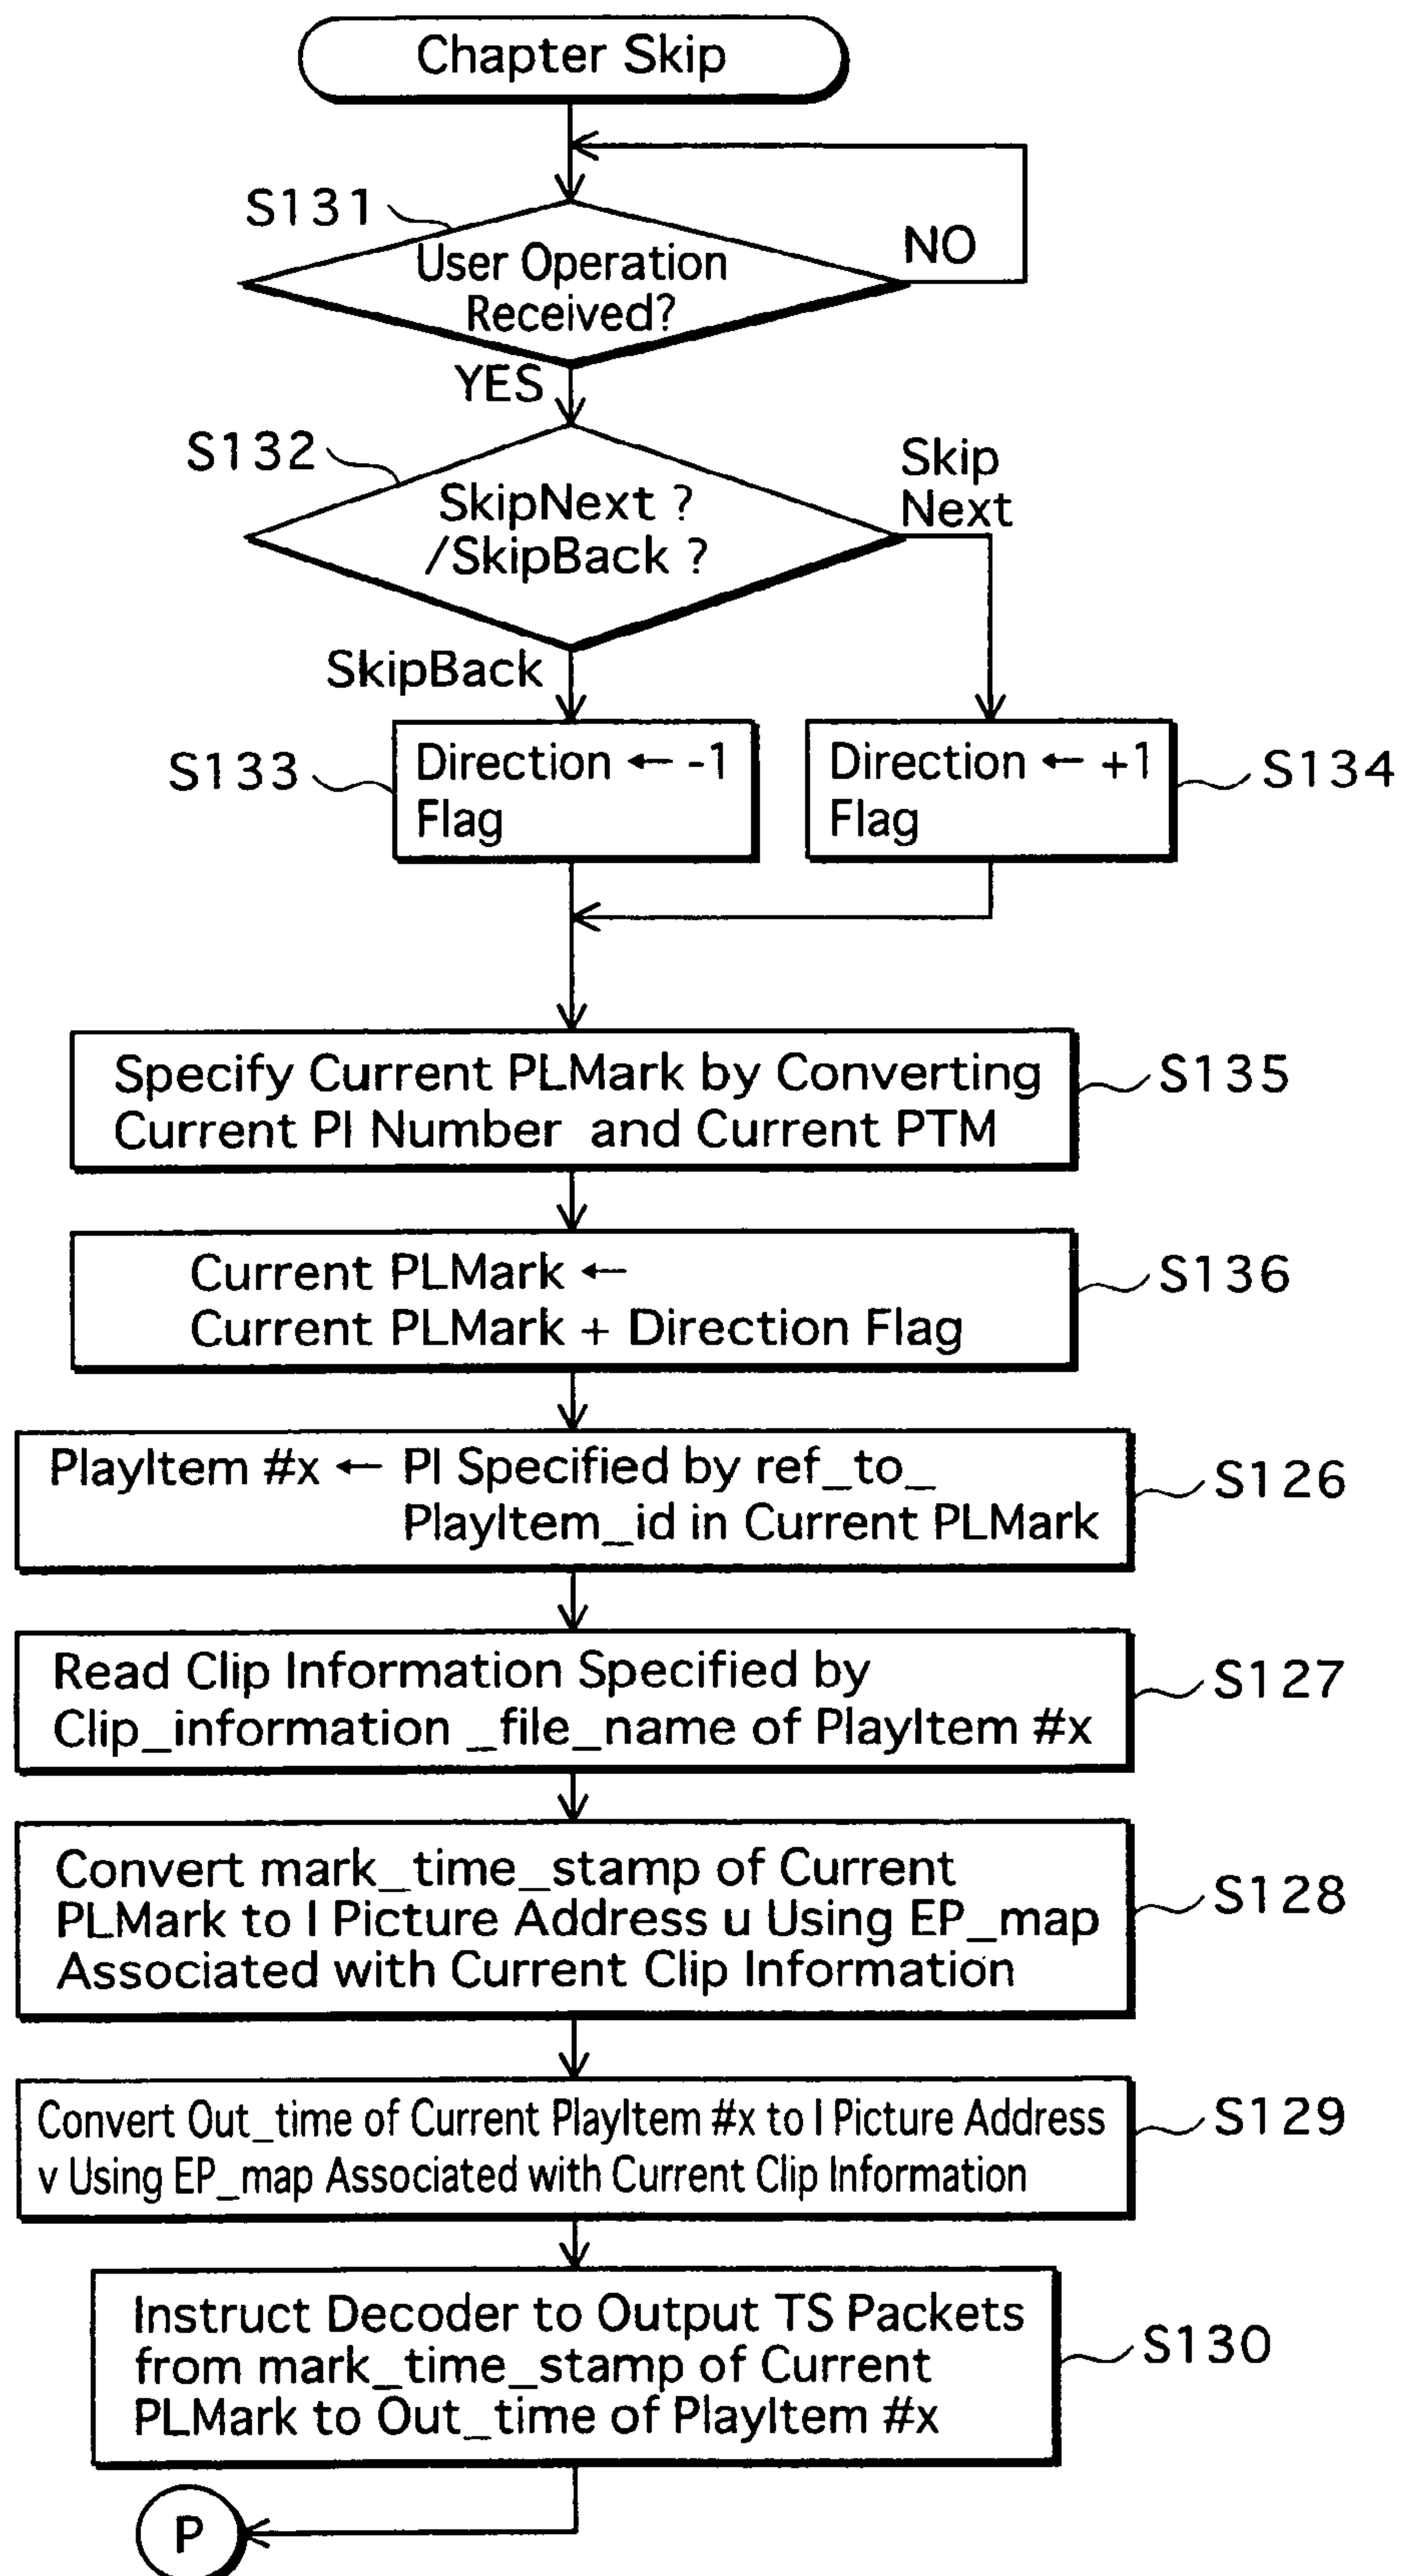 Chapter Skip
S131
User Operation
Received?
NO
YES
S132
SkipNext ?
/SkipBack ?
Skip
Next
SkipBack
S133
Direction ← -1
Flag
Direction ← +1
Flag
S134
Specify Current PLMark by Converting
Current PI Number and Current PTM
S135
Current PLMark ←
Current PLMark + Direction Flag
S136
PlayItem #x ← PI Specified by ref_to_
PlayItem_id in Current PLMark
S126
Read Clip Information Specified by
Clip_information _file_name of PlayItem #x
S127
Convert mark_time_stamp of Current
PLMark to I Picture Address u Using EP_map
Associated with Current Clip Information
S128
Convert Out_time of Current PlayItem #x to I Picture Address
v Using EP_map Associated with Current Clip Information
S129
Instruct Decoder to Output TS Packets
from mark_time_stamp of Current
PLMark to Out_time of PlayItem #x
S130
P